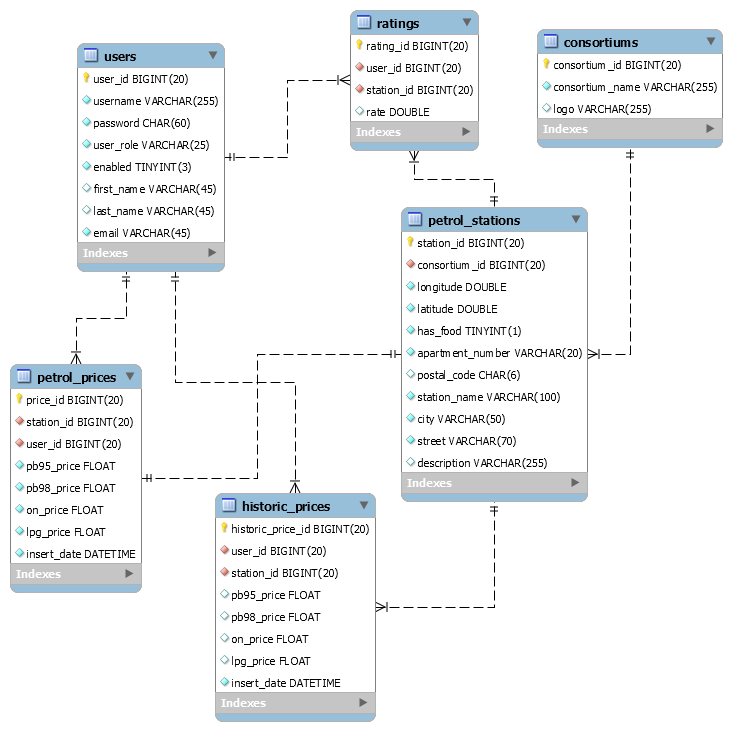 users
user_id BIGINT(20)
username VARCHAR(255)
password CHAR(60)
user_role VARCHAR(25)
enabled TINYINT(3)
first_name VARCHAR(45)
last_name VARCHAR(45)
email VARCHAR(45)
Indexes
ratings
rating_id BIGINT(20)
user_id BIGINT(20)
station_id BIGINT(20)
rate DOUBLE
Indexes
consortiums
consortium_id BIGINT(20)
consortium_name VARCHAR(255)
logo VARCHAR(255)
Indexes
petrol_stations
station_id BIGINT(20)
consortium_id BIGINT(20)
longitude DOUBLE
latitude DOUBLE
has_food TINYINT(1)
apartment_number VARCHAR(20)
postal_code CHAR(6)
station_name VARCHAR(100)
city VARCHAR(50)
street VARCHAR(70)
description VARCHAR(255)
Indexes
petrol_prices
price_id BIGINT(20)
station_id BIGINT(20)
user_id BIGINT(20)
pb95_price FLOAT
pb98_price FLOAT
on_price FLOAT
lpg_price FLOAT
insert_date DATETIME
Indexes
historic_prices
historic_price_id BIGINT(20)
user_id BIGINT(20)
station_id BIGINT(20)
pb95_price FLOAT
pb98_price FLOAT
on_price FLOAT
lpg_price FLOAT
insert_date DATETIME
Indexes